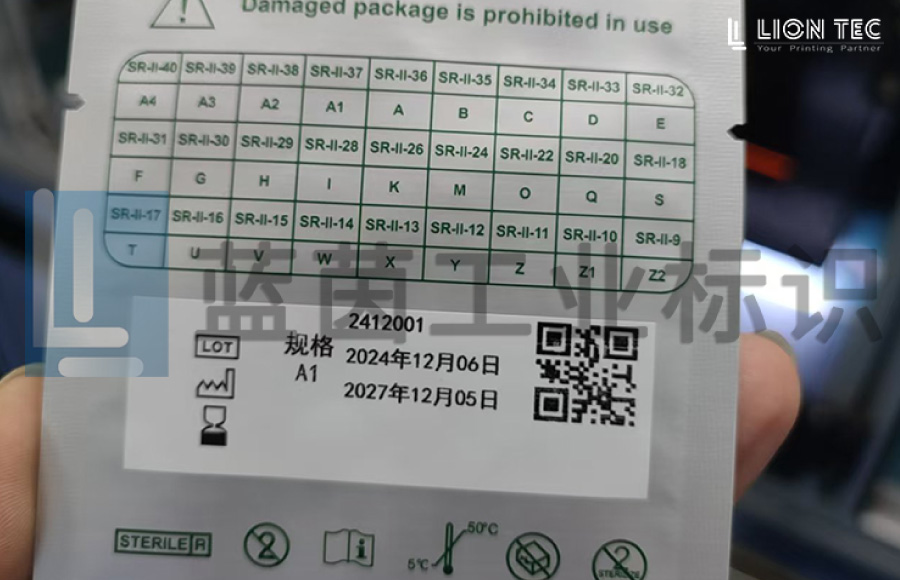 Damaged package is prohibited in use
LION TEC
Your Printing Partner
SR-II-40 SR-II-39 SR-II-38 SR-II-37 SR-II-36 SR-II-35 SR-II-34 SR-II-33 SR-II-32
A4 A3 A2 A1 A B C D E
SR-II-31 SR-II-30 SR-II-29 SR-II-28 SR-II-26 SR-II-24 SR-II-22 SR-II-20 SR-II-18
F G H I K M O Q S
SR-II-17 SR-II-16 SR-II-15 SR-II-14 SR-II-13 SR-II-12 SR-II-11 SR-II-10 SR-II-9
T U V W X Y Z Z1 Z2
蓝茵工业标识
LOT
规格
A1
2412001
2024年12月06日
2027年12月05日
STERILE R
2
i
5°C
50°C
2
STERILIZE